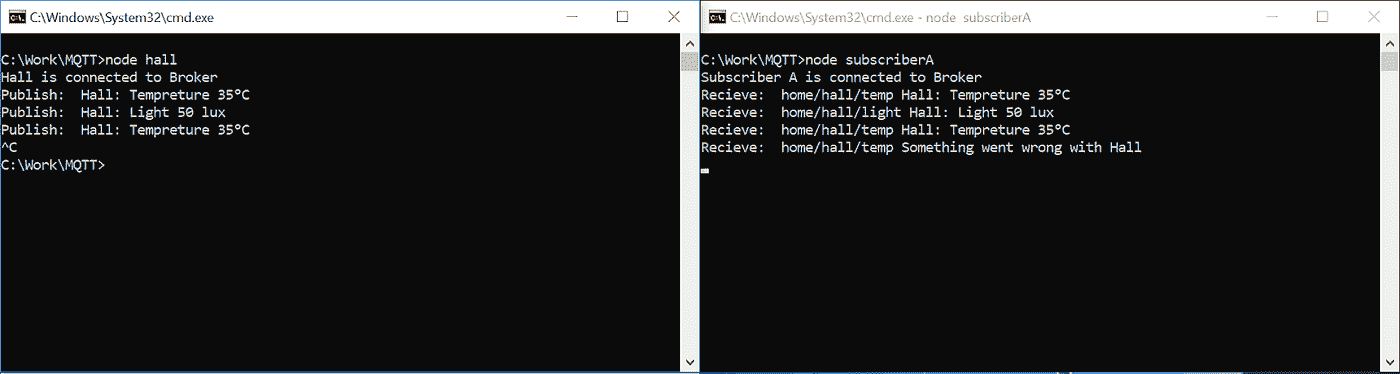 C:\Windows\System32\cmd.exe
C:\Work\MQTT>node hall
Hall is connected to Broker
Publish:  Hall: Tempreture 35°C
Publish:  Hall: Light 50 lux
Publish:  Hall: Tempreture 35°C
^C
C:\Work\MQTT>
C:\Windows\System32\cmd.exe - node  subscriberA
C:\Work\MQTT>node subscriberA
Subscriber A is connected to Broker
Recieve:  home/hall/temp Hall: Tempreture 35°C
Recieve:  home/hall/light Hall: Light 50 lux
Recieve:  home/hall/temp Hall: Tempreture 35°C
Recieve:  home/hall/temp Something went wrong with Hall